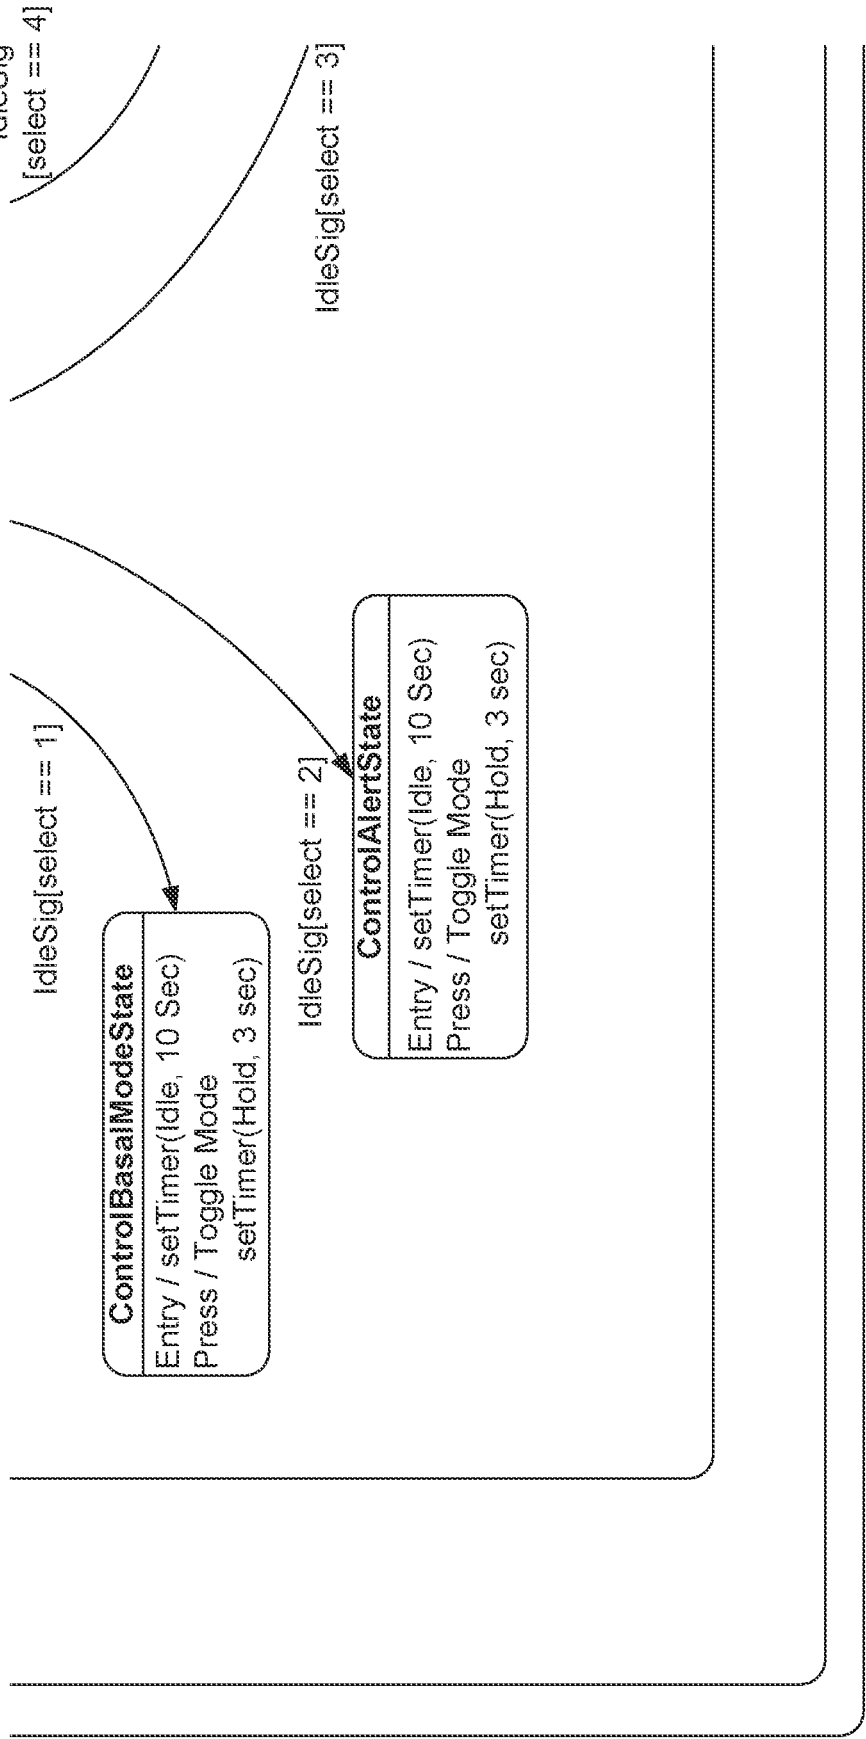 [select == 4]
IdleSig[select == 3]
IdleSig[select == 1]
ControlBasalModeState
Entry / setTimer(Idle, 10 Sec)
Press / Toggle Mode
setTimer(Hold, 3 sec)
IdleSig[select == 2]
ControlAlertState
Entry / setTimer(Idle, 10 Sec)
Press / Toggle Mode
setTimer(Hold, 3 sec)